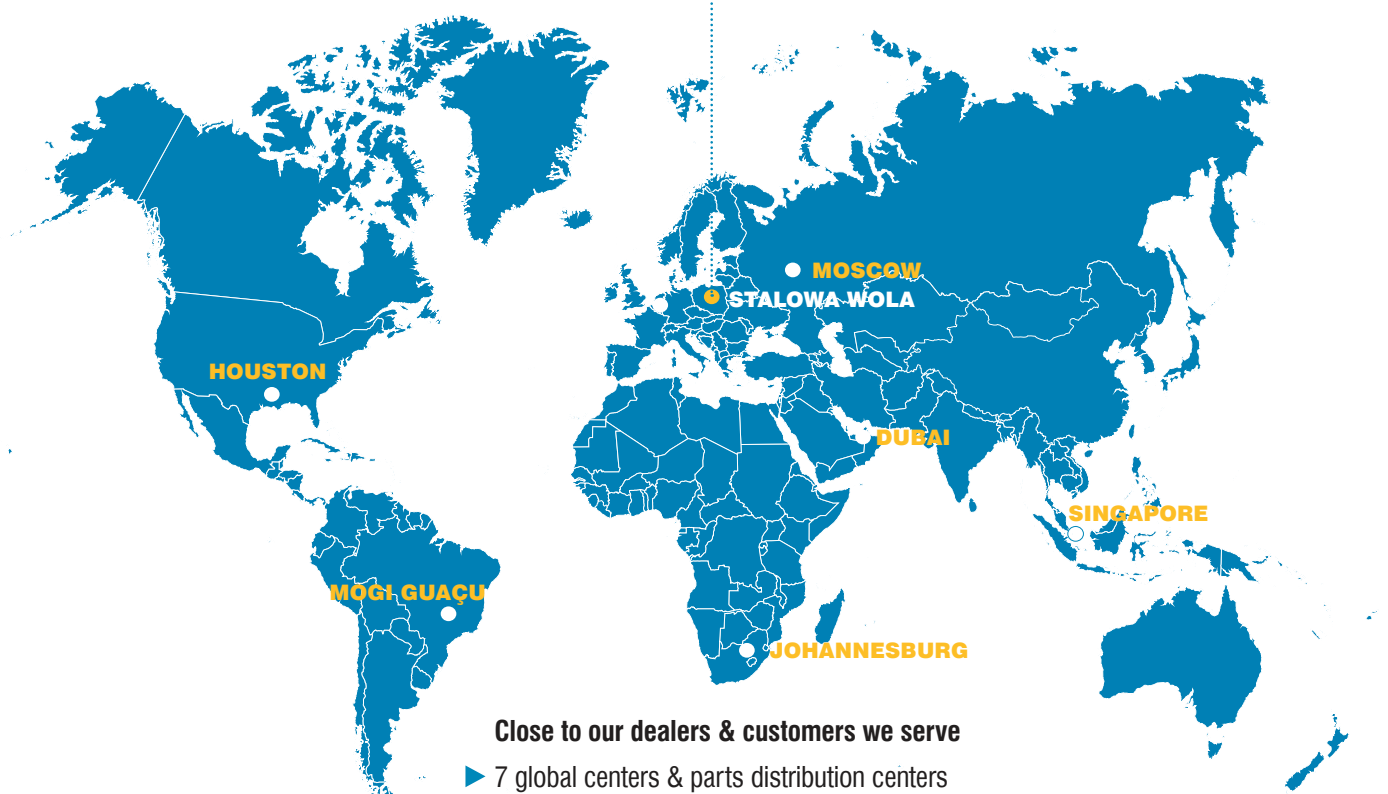 MOSCOW
STALOWA WOLA
HOUSTON
DUBAI
SINGAPORE
MOGI GUAÇU
JOHANNESBURG
Close to our dealers & customers we serve
7 global centers & parts distribution centers